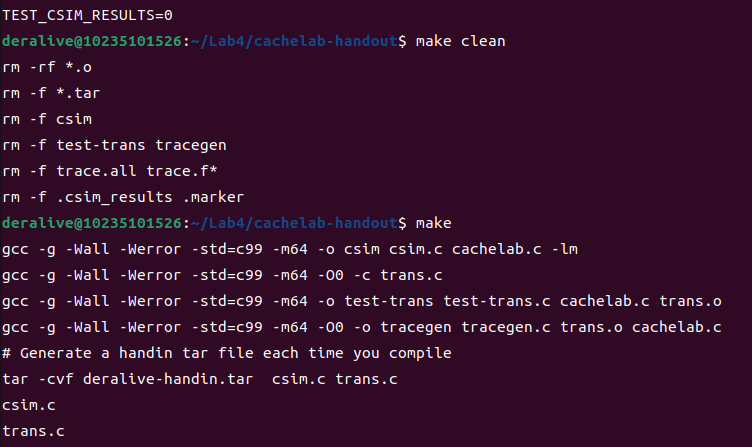 TEST_CSIM_RESULTS=0
deralive@10235101526:~/Lab4/cachelab-handout$ make clean
rm -rf *.o
rm -f *.tar
rm -f csim
rm -f test-trans tracegen
rm -f trace.all trace.f*
rm -f .csim_results .marker
deralive@10235101526:~/Lab4/cachelab-handout$ make
gcc -g -Wall -Werror -std=c99 -m64 -o csim csim.c cachelab.c -lm
gcc -g -Wall -Werror -std=c99 -m64 -O0 -c trans.c
gcc -g -Wall -Werror -std=c99 -m64 -o test-trans test-trans.c cachelab.c trans.o
gcc -g -Wall -Werror -std=c99 -m64 -O0 -o tracegen tracegen.c trans.o cachelab.c
# Generate a handin tar file each time you compile
tar -cvf deralive-handin.tar  csim.c trans.c
csim.c
trans.c